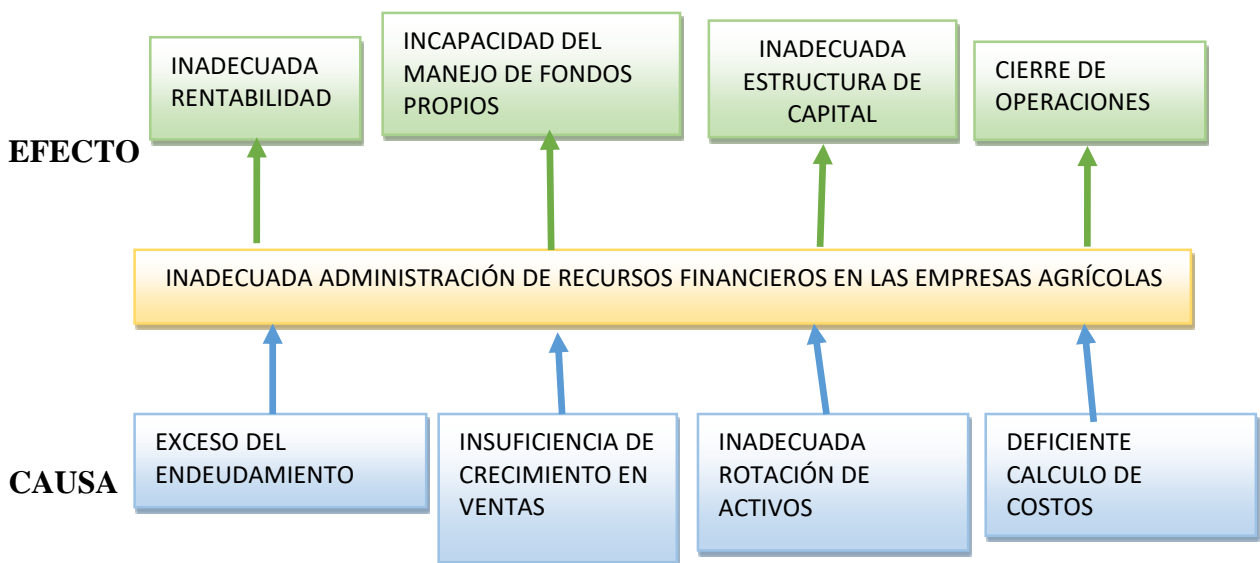 INADECUADA
RENTABILIDAD
INCAPACIDAD DEL
MANEJO DE FONDOS
PROPIOS
INADECUADA
ESTRUCTURA DE
CAPITAL
CIERRE DE
OPERACIONES
EFECTO
INADECUADA ADMINISTRACIÓN DE RECURSOS FINANCIEROS EN LAS EMPRESAS AGRÍCOLAS
EXCESO DEL
ENDEUDAMIENTO
INSUFICIENCIA DE
CRECIMIENTO EN
VENTAS
INADECUADA
ROTACIÓN DE
ACTIVOS
DEFICIENTE
CALCULO DE
COSTOS
CAUSA